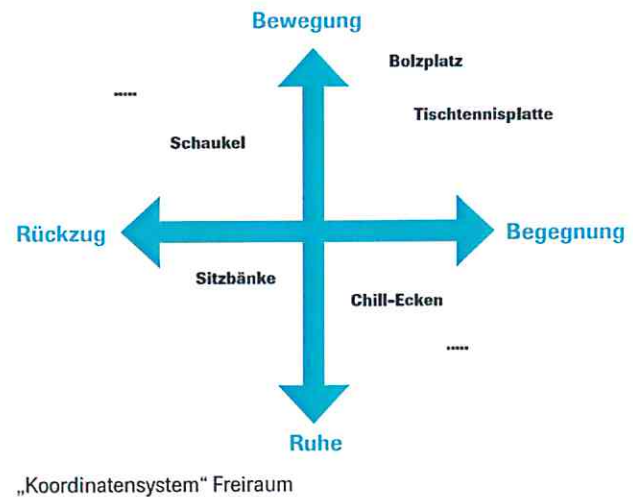 Bewegung
Bolzplatz
.....
Tischtennisplatte
Schaukel
Rückzug
Begegnung
Sitzbänke
Chill-Ecken
.....
Ruhe
„Koordinatensystem“ Freiraum